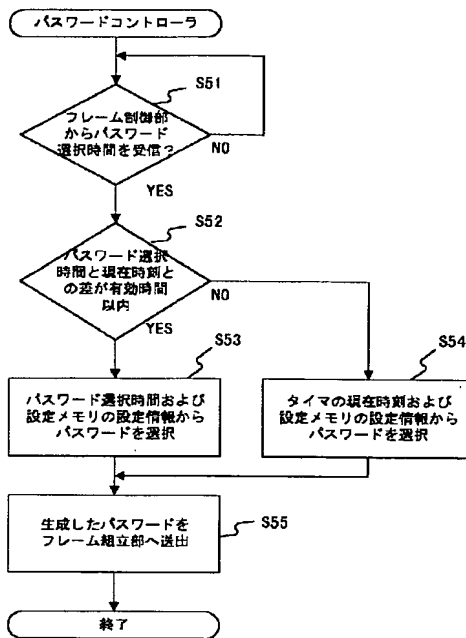 パスワードコントローラ
S51
フレーム制御部
からパスワード
選択時間を受信？
NO
YES
S52
パスワード選択
時間と現在時刻と
の差が有効時間
以内
NO
YES
S53
パスワード選択時間および
設定メモリの設定情報から
パスワードを選択
S54
タイマの現在時刻および
設定メモリの設定情報から
パスワードを選択
生成したパスワードを
フレーム組立部へ送出
S55
終了